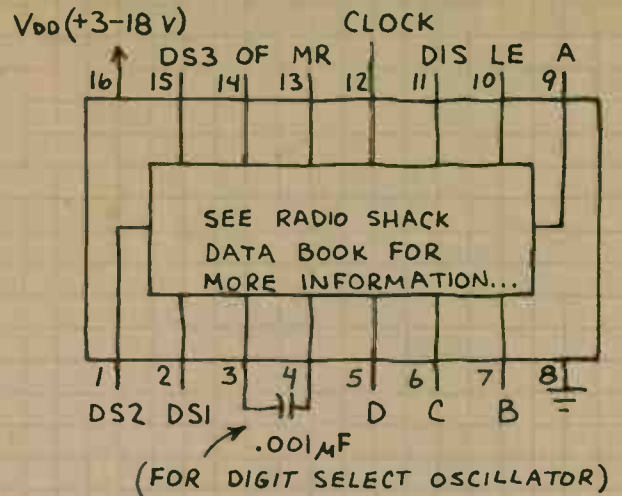 VDD (+3-18 V)
CLOCK
DS3 OF MR DIS LE A
16 15 14 13 12 11 10 9
SEE RADIO SHACK
DATA BOOK FOR
MORE INFORMATION...
1 2 3 4 5 6 7 8
DS2 DS1 D C B
.001µF
(FOR DIGIT SELECT OSCILLATOR)